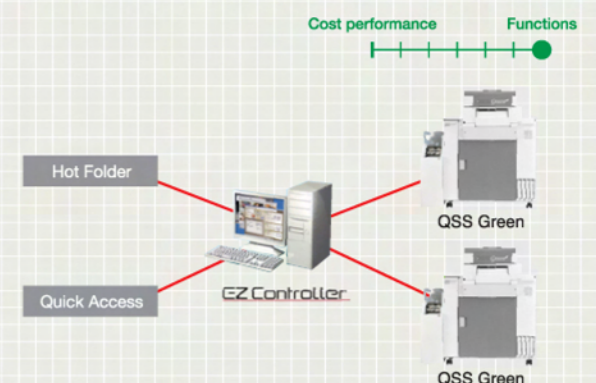 Cost performance Functions
Hot Folder
QSS Green
EZ Controller
Quick Access
QSS Green